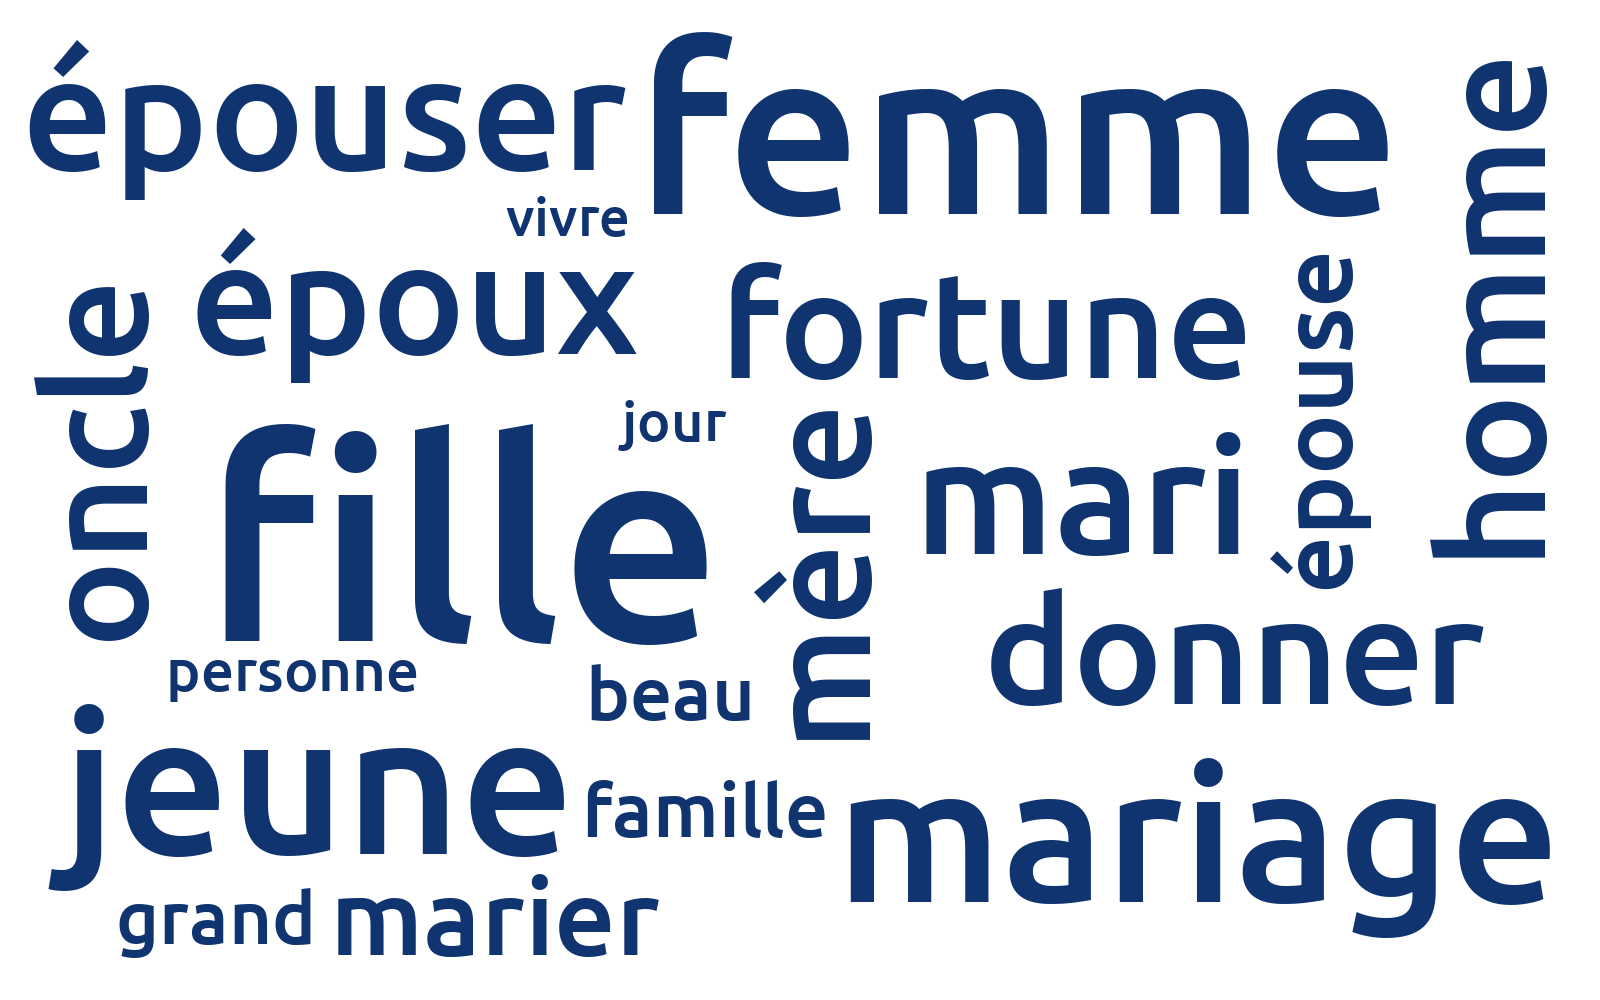 épouser
femme
homme
vivre
époux
fortune
épouse
oncle
jour
fille
mère
mari
donner
personne
beau
jeune
famille
mariage
grand
marier